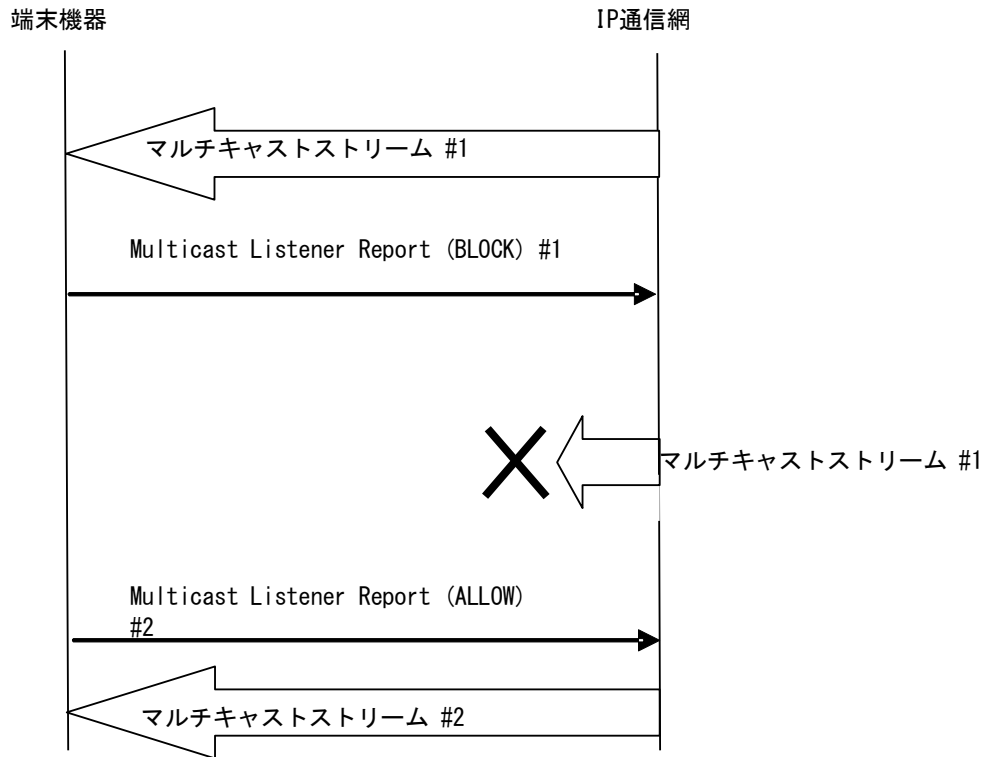 端末機器
IP通信網
マルチキャストストリーム #1
Multicast Listener Report (BLOCK) #1
マルチキャストストリーム #1
Multicast Listener Report (ALLOW)
#2
マルチキャストストリーム #2